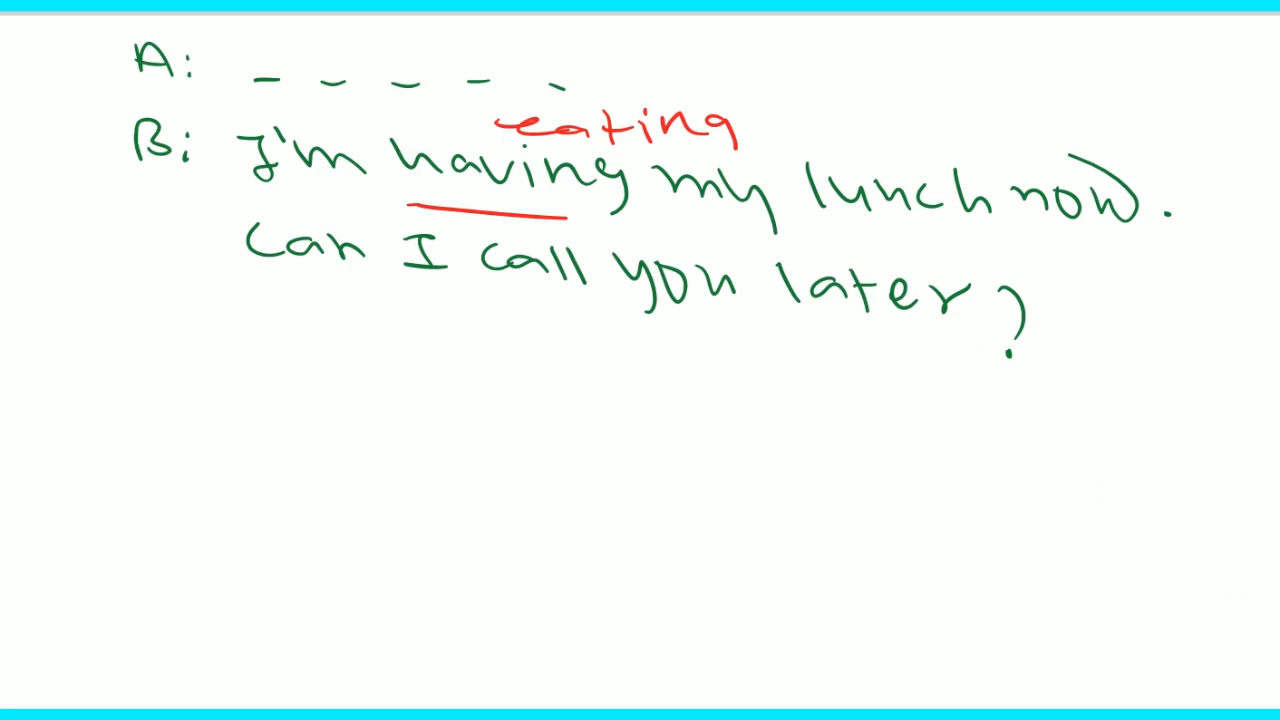 A: - - - - -
eating
B: I'm having my lunch now.
Can I call you later?